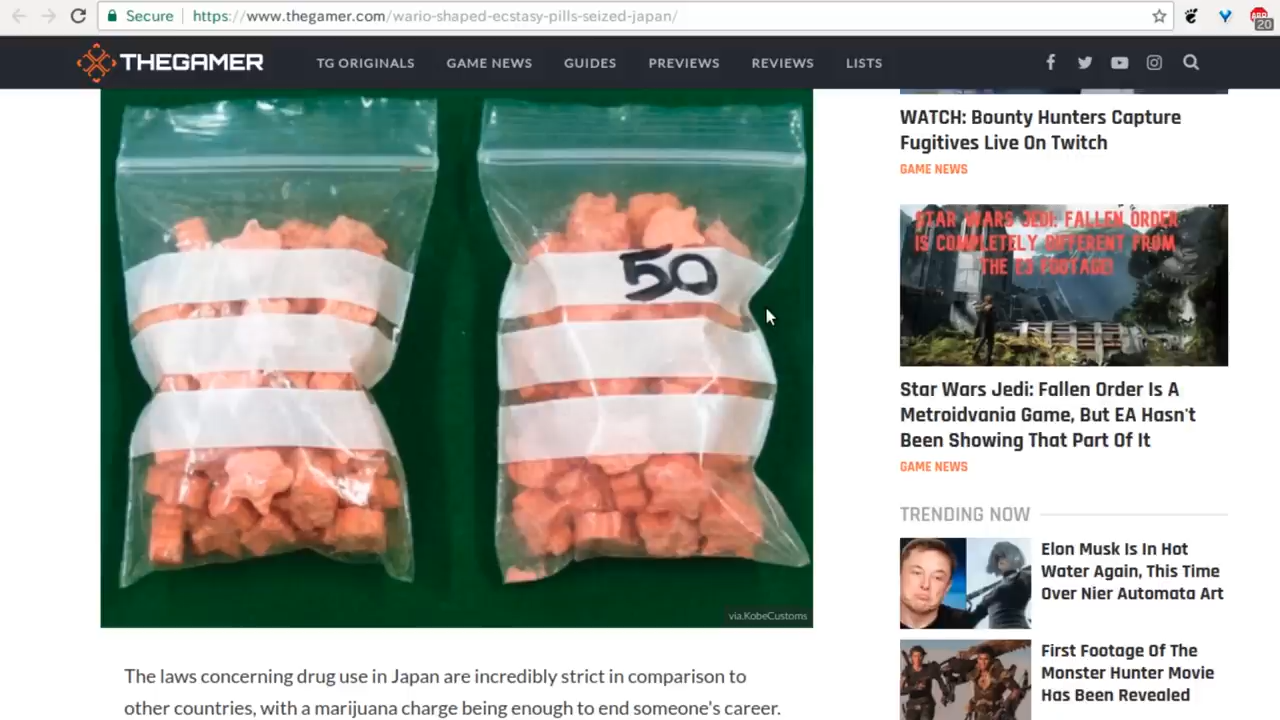 Secure https://www.thegamer.com/wario-shaped-ecstasy-pills-seized-japan/
20
THEGAMER TG ORIGINALS GAME NEWS GUIDES PREVIEWS REVIEWS LISTS
50
via.KobeCustoms
The laws concerning drug use in Japan are incredibly strict in comparison to
other countries, with a marijuana charge being enough to end someone's career.
WATCH: Bounty Hunters Capture
Fugitives Live On Twitch
GAME NEWS
STAR WARS JEDI: FALLEN ORDER
IS COMPLETELY DIFFERENT FROM
THE E3 FOOTAGE!
Star Wars Jedi: Fallen Order Is A
Metroidvania Game, But EA Hasn't
Been Showing That Part Of It
GAME NEWS
TRENDING NOW
Elon Musk Is In Hot
Water Again, This Time
Over Nier Automata Art
First Footage Of The
Monster Hunter Movie
Has Been Revealed